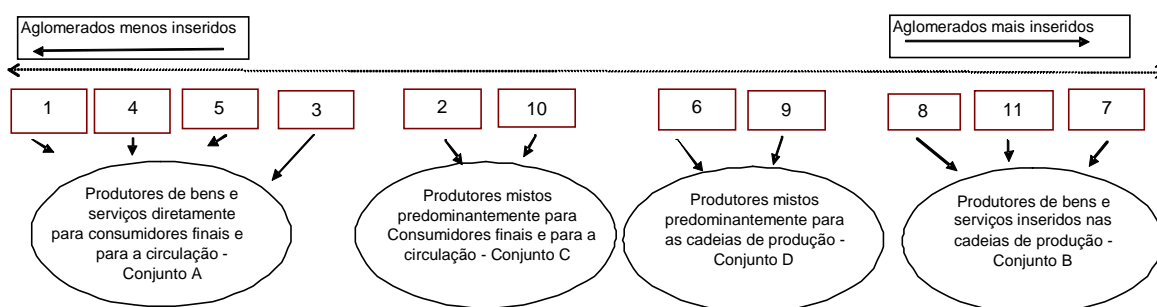 Aglomerados menos inseridos
Aglomerados mais inseridos
1
4
5
3
2
10
6
9
8
11
7
Produtores de bens e
serviços diretamente
para consumidores finais e
para a circulação -
Conjunto A
Produtores mistos
predominantemente para
Consumidores finais e para a
circulação - Conjunto C
Produtores mistos
predominantemente para
as cadeias de produção -
Conjunto D
Produtores de bens e
serviços inseridos nas
cadeias de produção -
Conjunto B